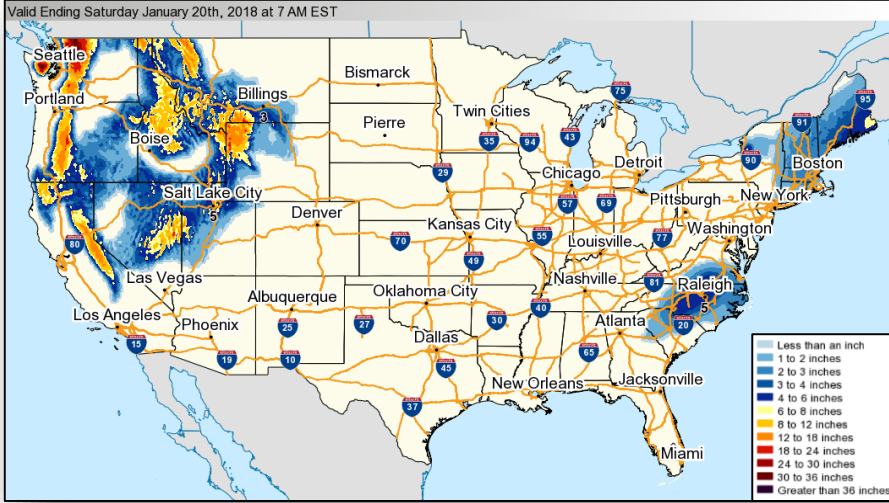 Valid Ending Saturday January 20th, 2018 at 7 AM EST
Seattle
75
Bismarck
Billings
95
Portland
3
Twin Cities
91
Pierre
Boise
35
94
43
90
Boston
Detroit
29
Chicago
Salt Lake City
New York
Pittsburgh
57
69
5
Denver
Kansas City
Washington
80
70
55
Louisville
77
49
Las Vegas
Nashville
81
Raleigh
Oklahoma City
Albuquerque
40
5
Los Angeles
Phoenix
25
27
30
Atlanta
20
15
Dallas
19
10
65
45
Less than an inch
1 to 2 inches
2 to 3 inches
3 to 4 inches
4 to 6 inches
6 to 8 inches
8 to 12 inches
12 to 18 inches
18 to 24 inches
24 to 30 inches
30 to 36 inches
Greater than 36 inches
New Orleans
Jacksonville
37
Miami